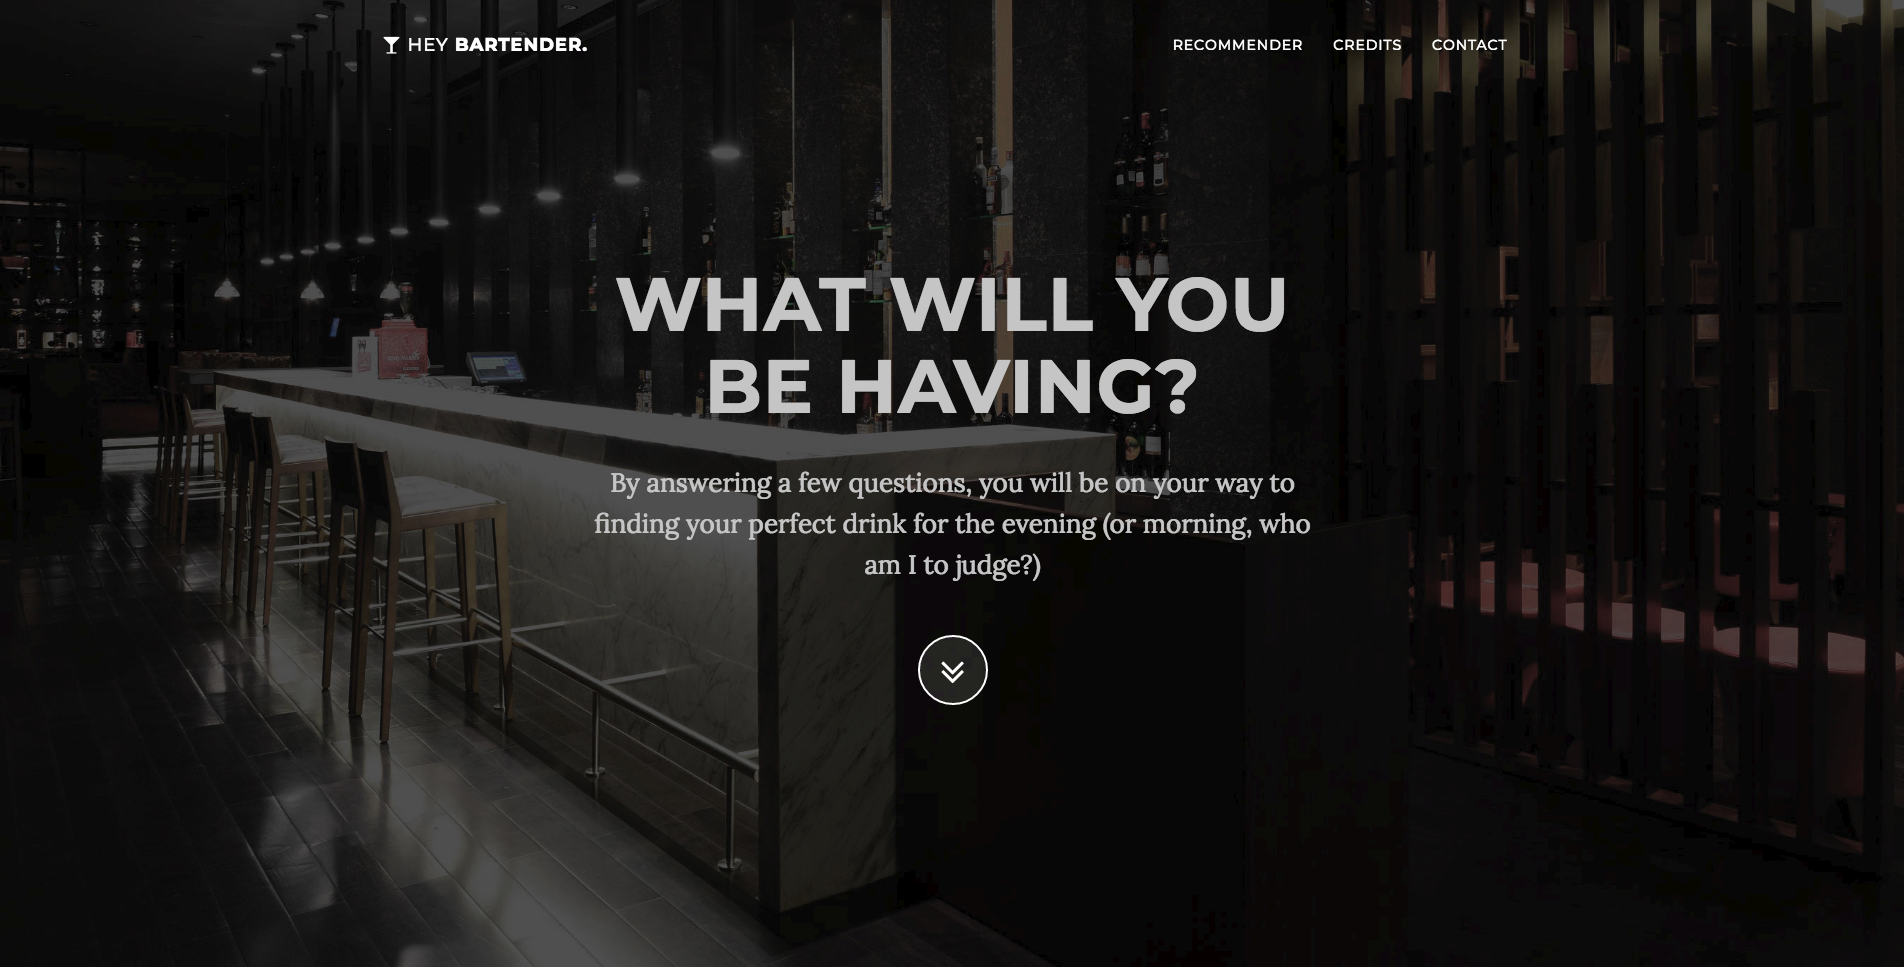 HEY BARTENDER.
RECOMMENDER CREDITS CONTACT
WHAT WILL YOU
BE HAVING?
By answering a few questions, you will be on your way to
finding your perfect drink for the evening (or morning, who
am I to judge?)